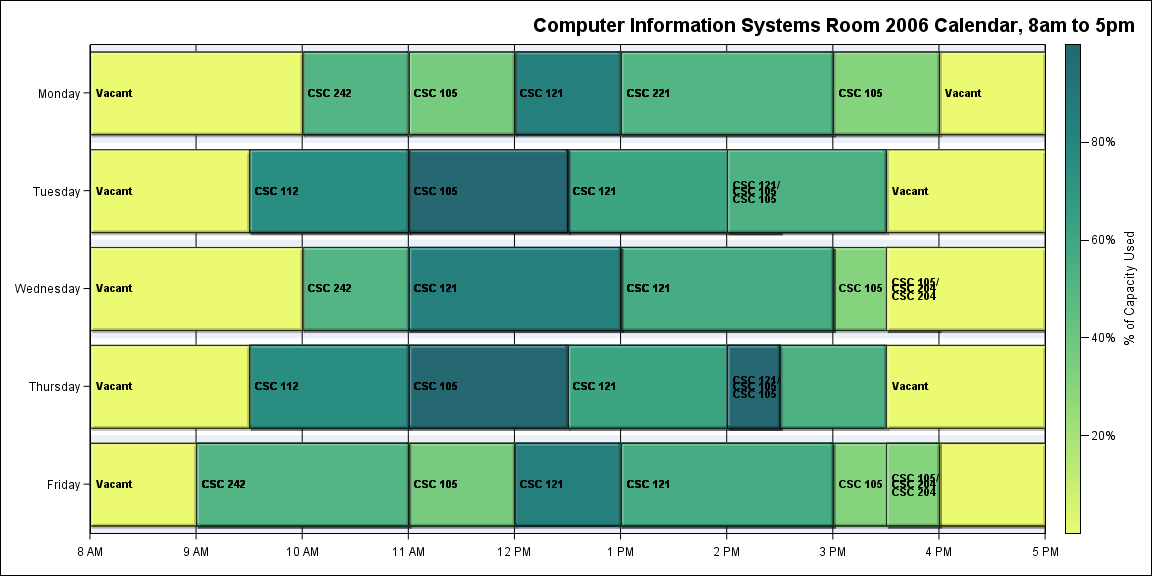 Computer Information Systems Room 2006 Calendar, 8am to 5pm
Monday
Vacant
CSC 242
CSC 105
CSC 121
CSC 221
CSC 105
Vacant
Tuesday
Vacant
CSC 112
CSC 105
CSC 121
CSC 121/
CSC 105
CSC 105
Vacant
Wednesday
Vacant
CSC 242
CSC 121
CSC 121
CSC 105
CSC 105/
CSC 204
CSC 204
Thursday
Vacant
CSC 112
CSC 105
CSC 121
CSC 121/
CSC 105
CSC 105
Vacant
Friday
Vacant
CSC 242
CSC 105
CSC 121
CSC 121
CSC 105
CSC 105/
CSC 204
CSC 204
8 AM
9 AM
10 AM
11 AM
12 PM
1 PM
2 PM
3 PM
4 PM
5 PM
80%
60%
40%
20%
% of Capacity Used